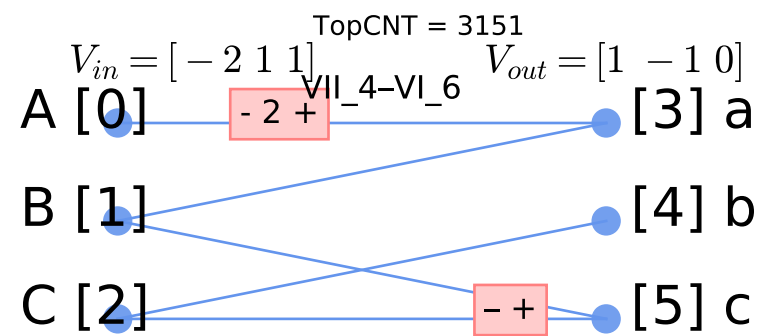 TopCNT = 3151
V_in = [ − 2 1 1] V_out = [1 − 1 0]
VII_4–VI_6
A [0] - 2 + [3] a
B [1] [4] b
C [2] – + [5] c